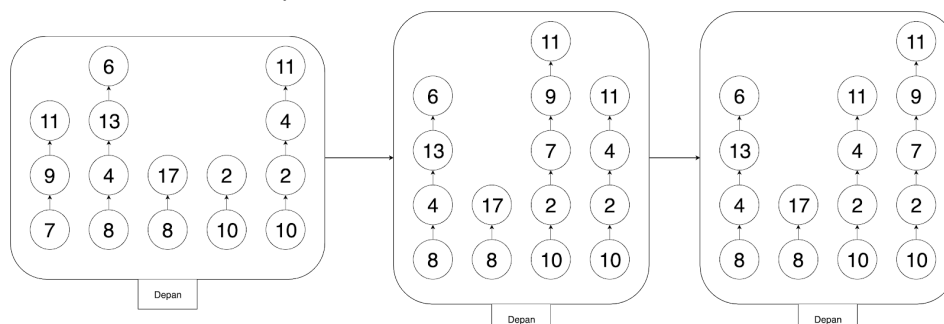 11
6 11
6 13 11 9 11 6 11 9
11 13 4 13 7 4 13 4 7
9 4 17 2 2 4 17 2 2 4 17 2 2
7 8 8 10 10 8 8 10 10 8 8 10 10
Depan
Depan
Depan